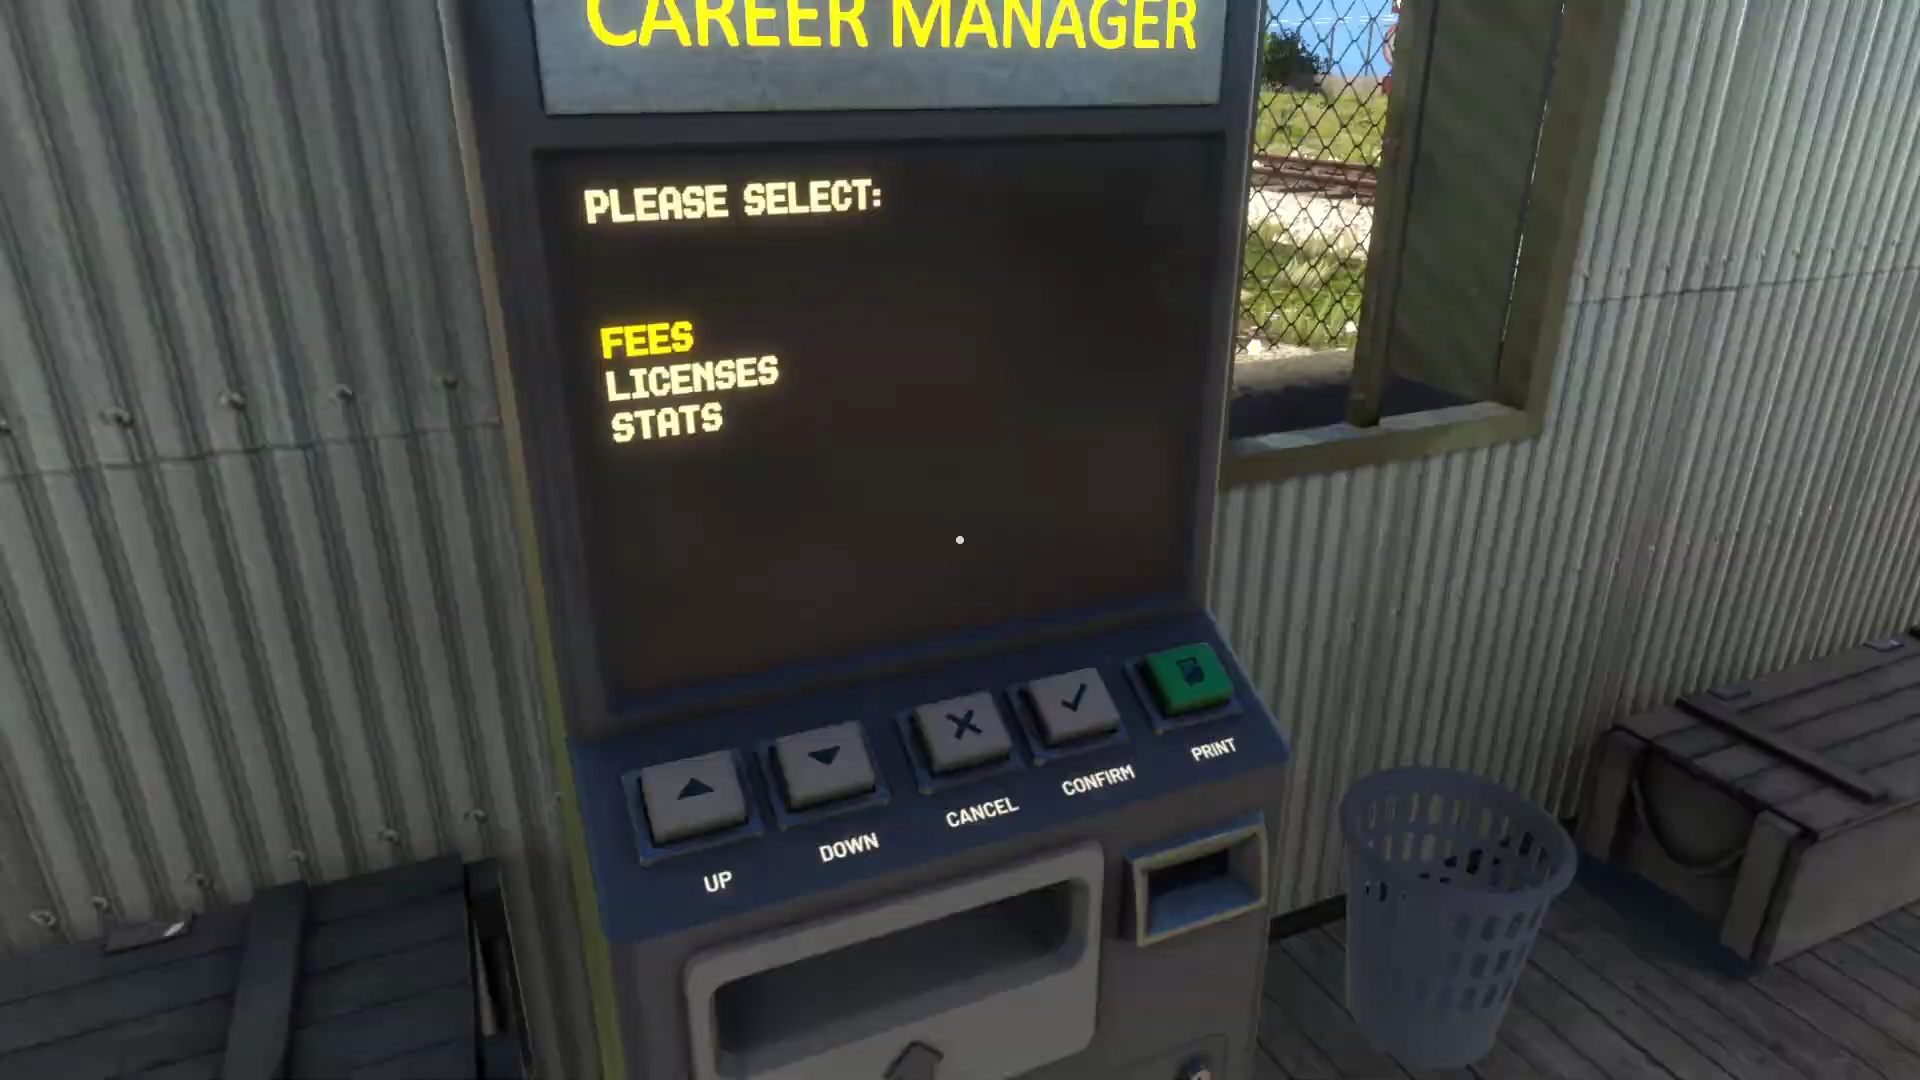 CAREER MANAGER
PLEASE SELECT:
FEES
LICENSES
STATS
UP
DOWN
CANCEL
CONFIRM
PRINT